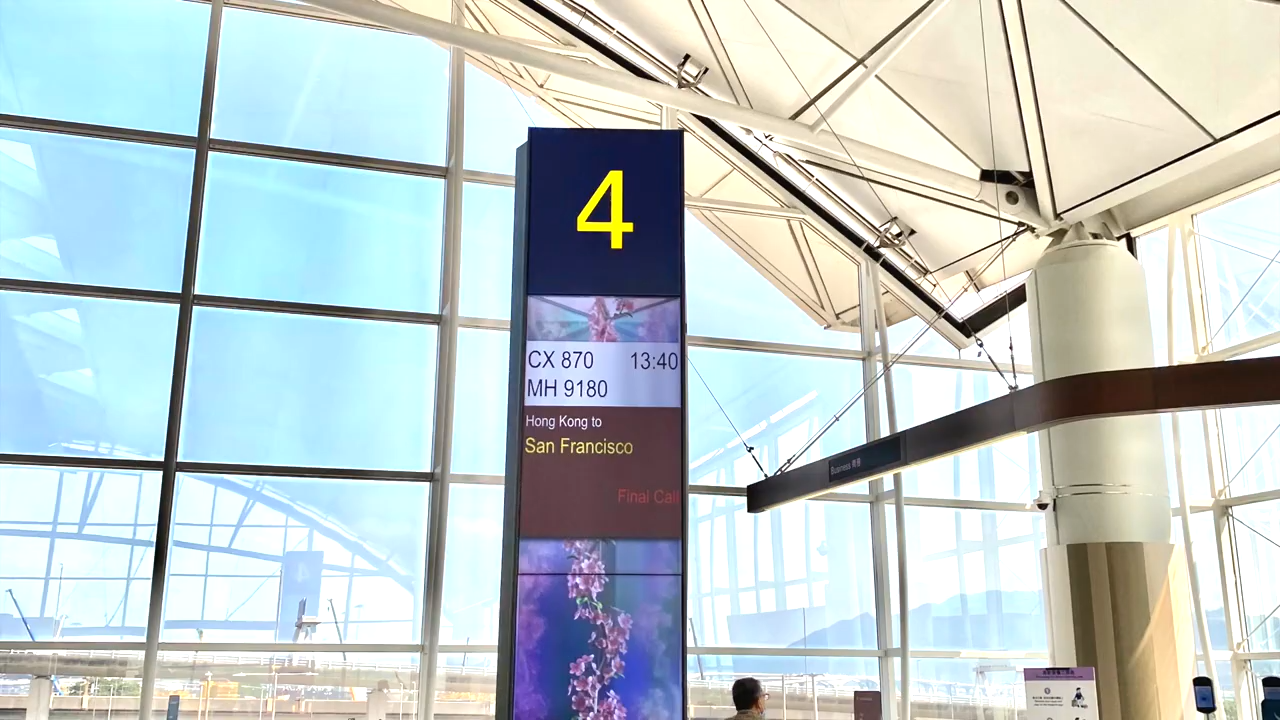 4
CX 870 13:40
MH 9180
Hong Kong to
San Francisco
Final Call
Business